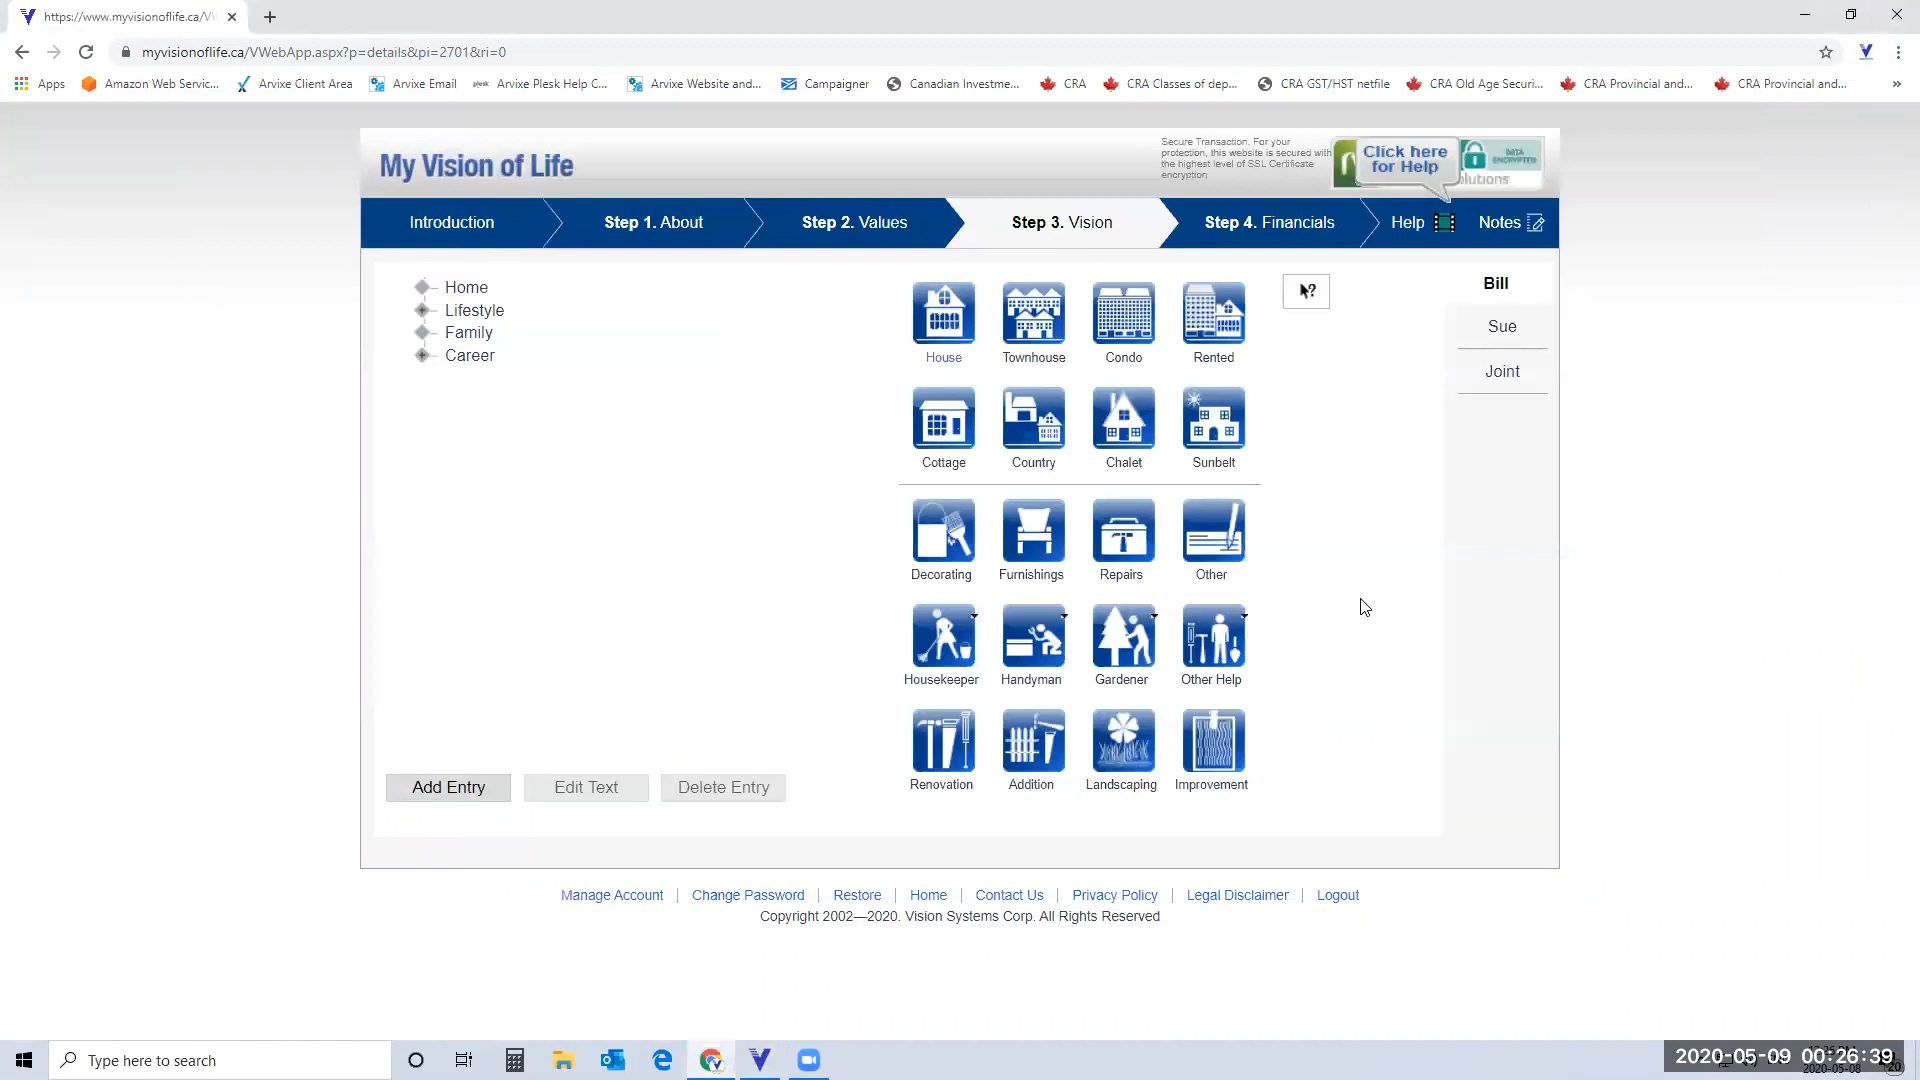 https://www.myvisionoflife.ca/VV
myvisionoflife.ca/VWebApp.aspx?p=details&pi=2701&ri=0
Apps Amazon Web Servic... Arvixe Client Area Arvixe Email Arvixe Plesk Help C... Arvixe Website and... Campaigner Canadian Investme... CRA CRA Classes of dep... CRA GST/HST netfile CRA Old Age Securi... CRA Provincial and... CRA Provincial and... »
My Vision of Life
Secure Transaction. For your
protection, this website is secured with
the highest level of SSL Certificate
encryption
Click here
for Help
DATA
ENCRYPTED
olutions
Introduction Step 1. About Step 2. Values Step 3. Vision Step 4. Financials Help Notes
Home
Lifestyle
Family
Career
House Townhouse Condo Rented
Cottage Country Chalet Sunbelt
Decorating Furnishings Repairs Other
Housekeeper Handyman Gardener Other Help
Renovation Addition Landscaping Improvement
?
Bill
Sue
Joint
Add Entry Edit Text Delete Entry
Manage Account Change Password Restore Home Contact Us Privacy Policy Legal Disclaimer Logout
Copyright 2002—2020. Vision Systems Corp. All Rights Reserved
Type here to search
2020-05-09 00:26:39
2020-05-08
20